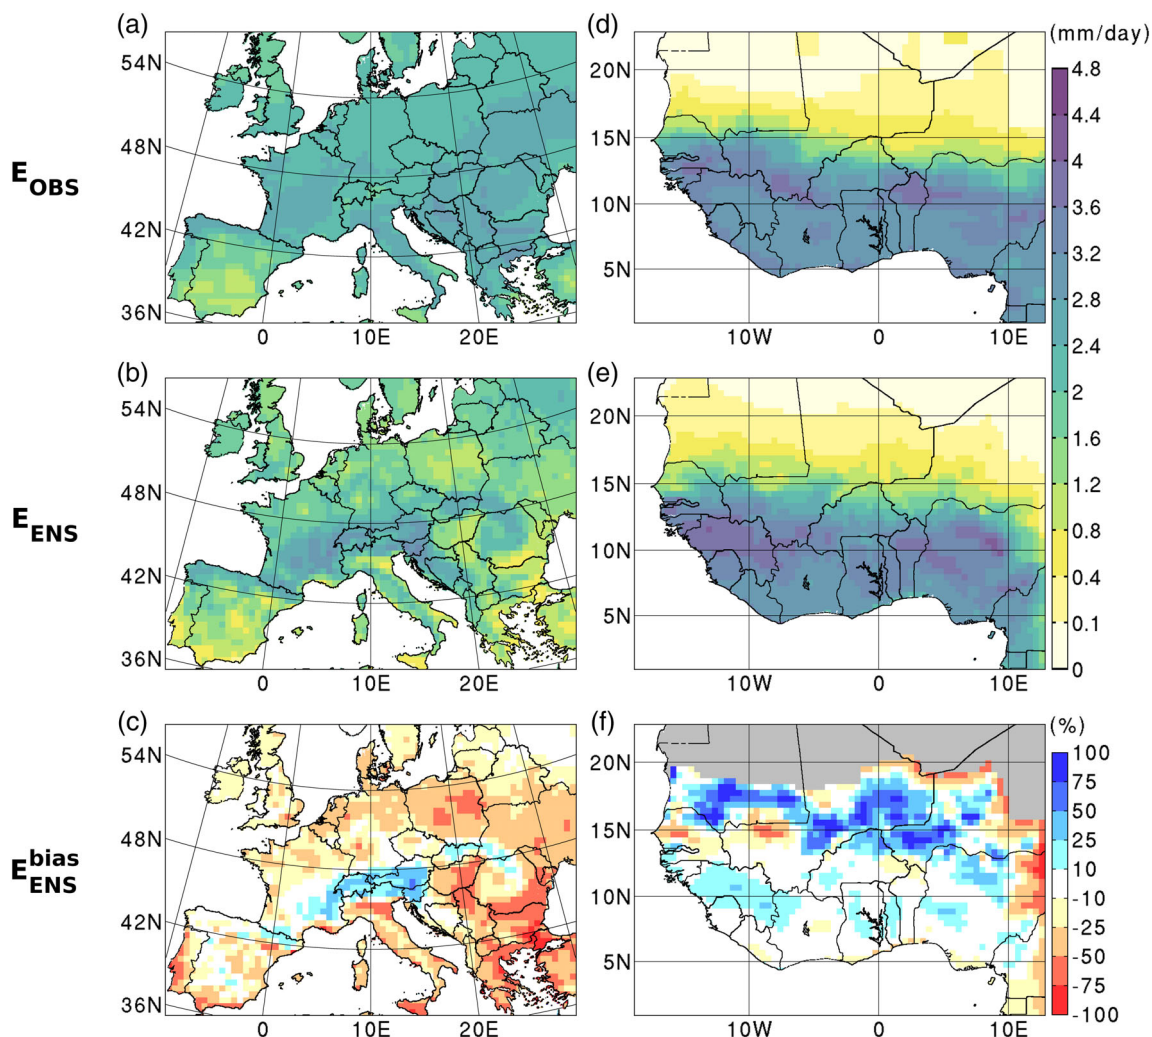 (a)
(d)
(mm/day)
54N
48N
42N
36N
0
10E
20E
20N
15N
10N
5N
10W
0
10E
4.8
4.4
4
3.6
3.2
2.8
2.4
2
1.6
1.2
0.8
0.4
0.1
0
E_OBS
(b)
(e)
54N
48N
42N
36N
0
10E
20E
20N
15N
10N
5N
10W
0
10E
E_ENS
(c)
(f)
(%)
54N
48N
42N
36N
0
10E
20E
20N
15N
10N
5N
10W
0
10E
100
75
50
25
10
-10
-25
-50
-75
-100
E^bias_ENS